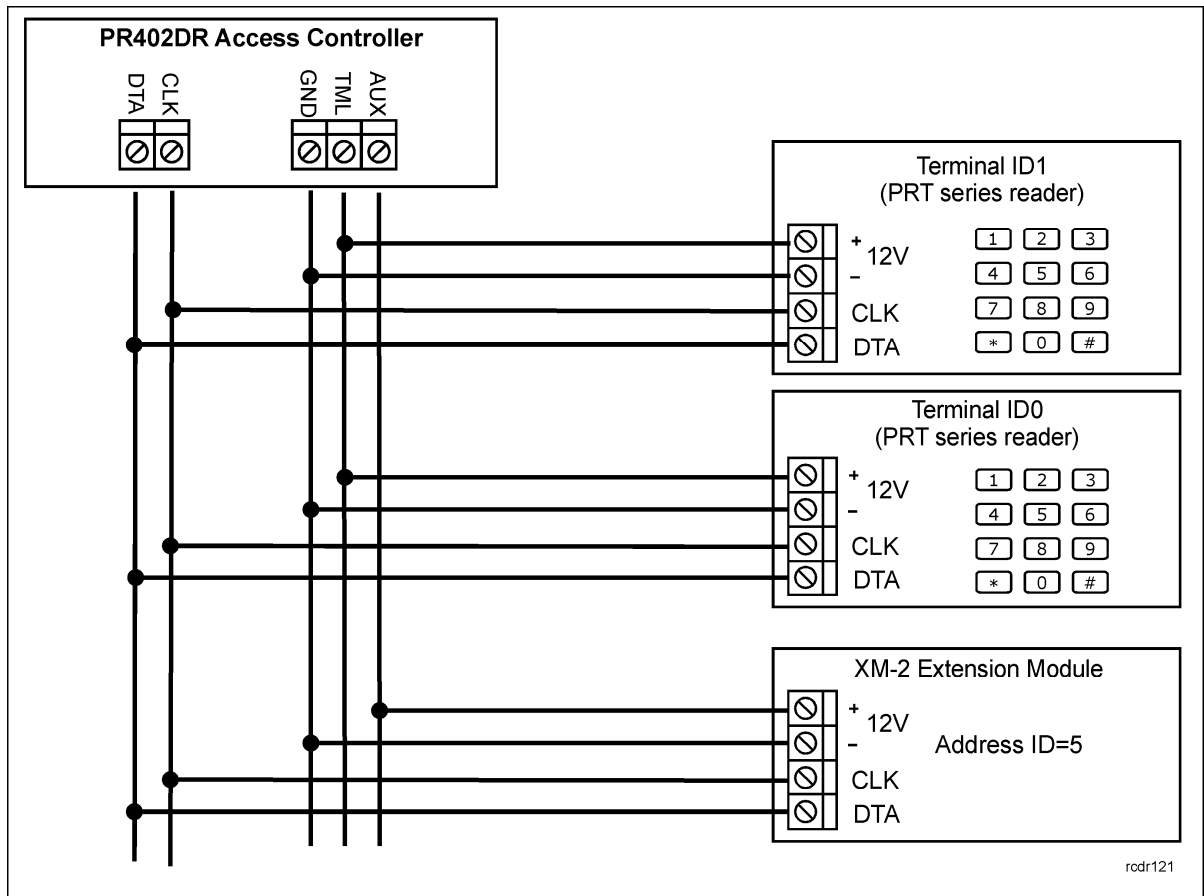 PR402DR Access Controller
DTA CLK GND TML AUX
Terminal ID1
(PRT series reader)
+
12V
–
CLK
DTA
1 2 3
4 5 6
7 8 9
* 0 #
Terminal ID0
(PRT series reader)
+
12V
–
CLK
DTA
1 2 3
4 5 6
7 8 9
* 0 #
XM-2 Extension Module
+
12V
–
CLK
DTA
Address ID=5
rcdr121